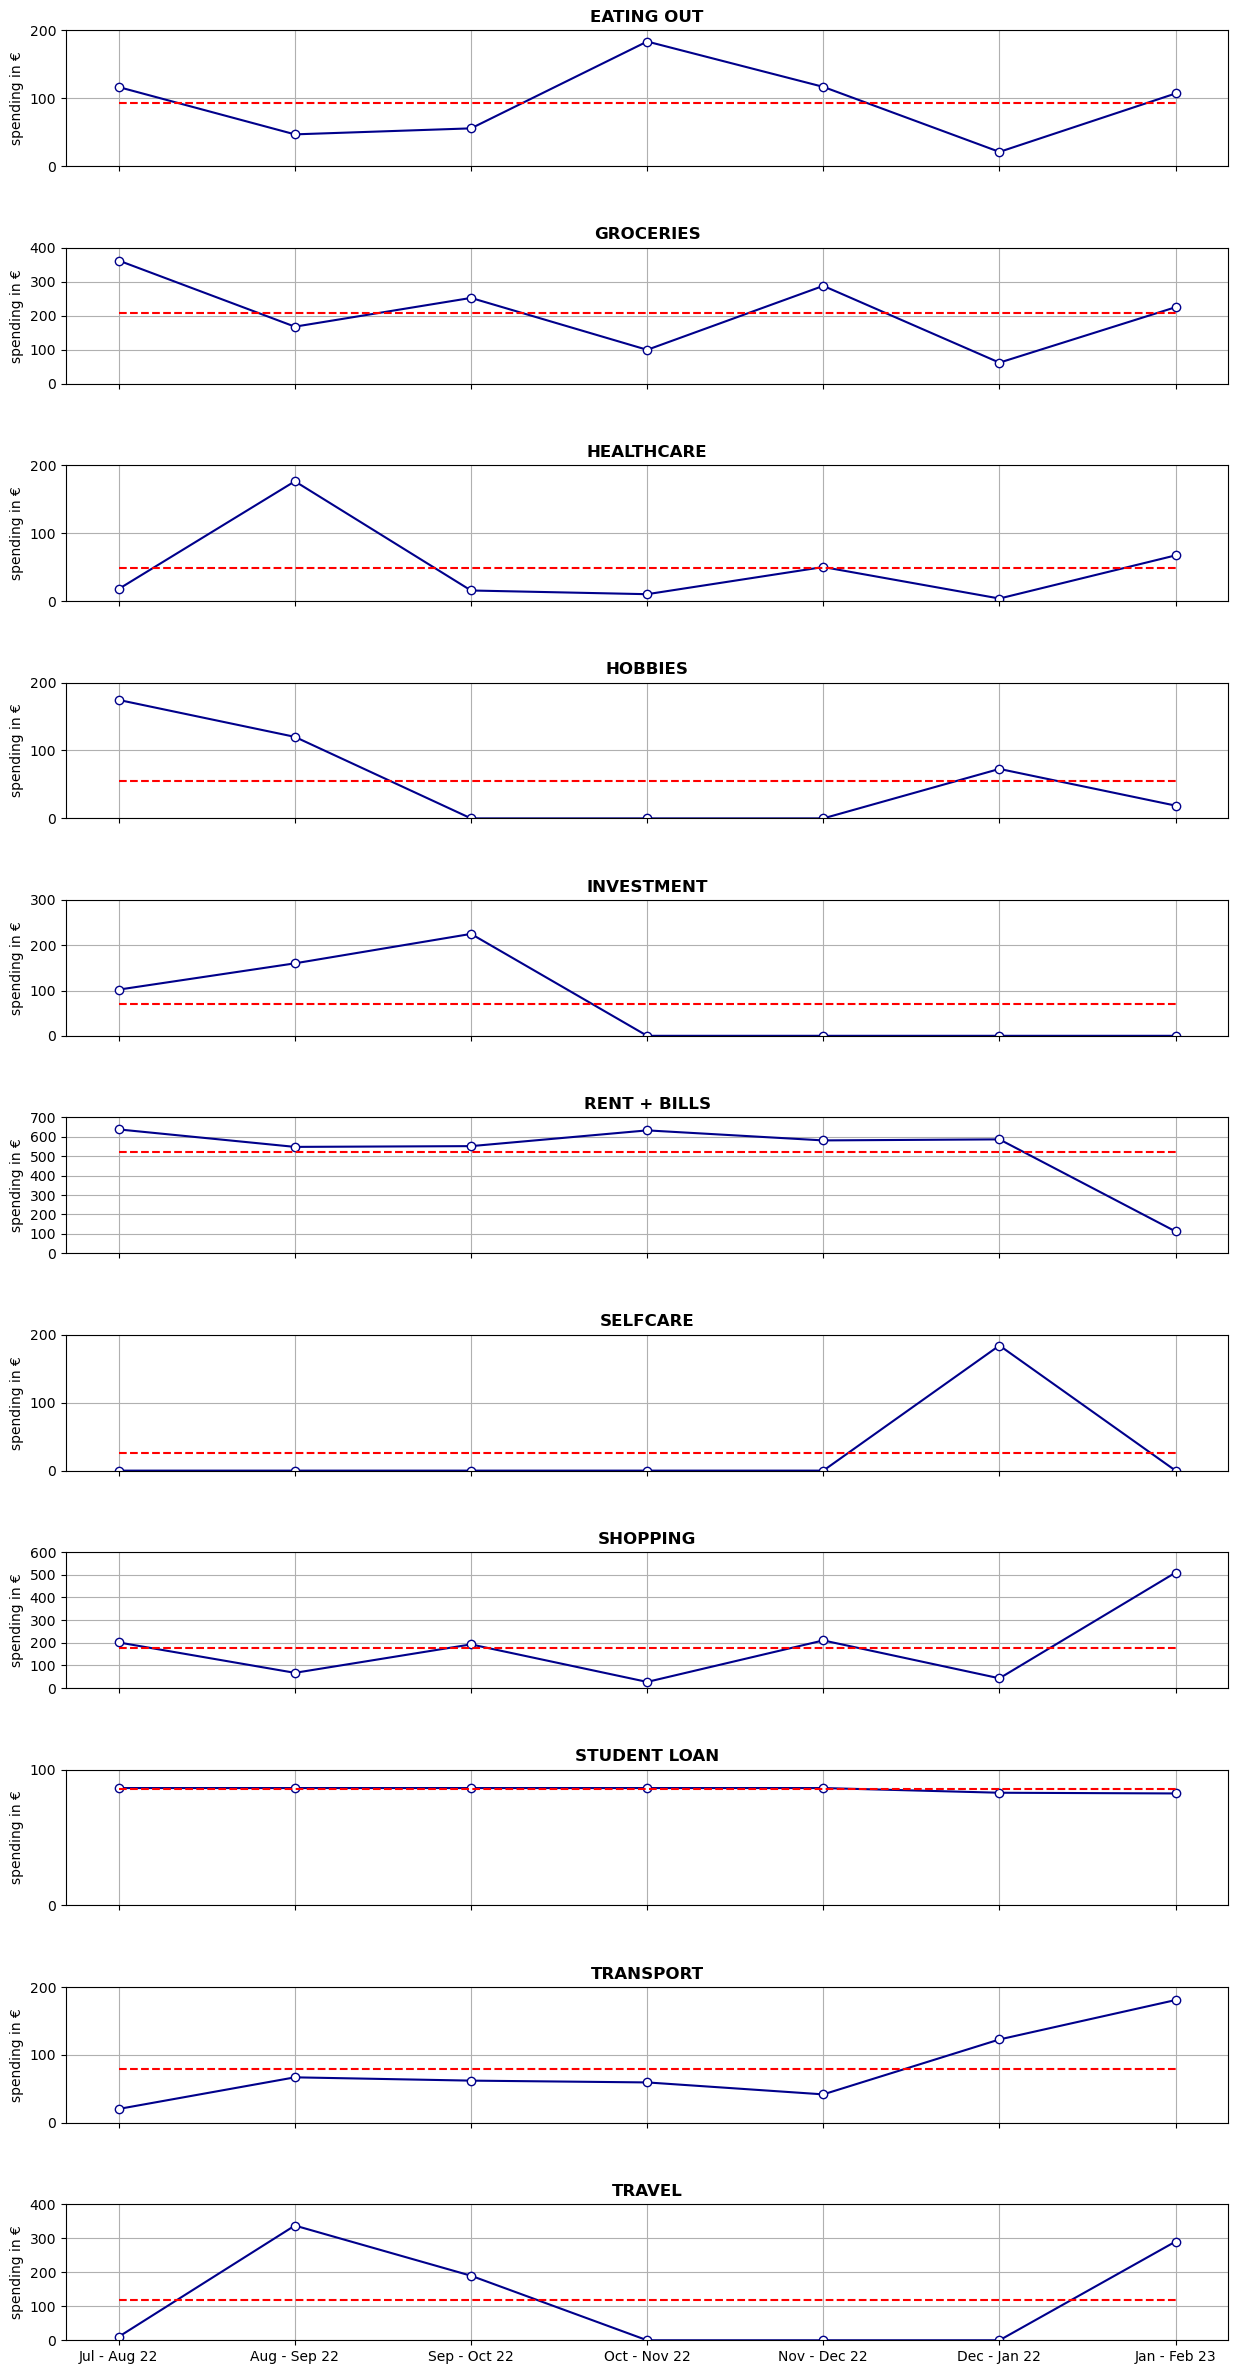 EATING OUT
spending in €
200
100
0
GROCERIES
spending in €
400
300
200
100
0
HEALTHCARE
spending in €
200
100
0
HOBBIES
spending in €
200
100
0
INVESTMENT
spending in €
300
200
100
0
RENT + BILLS
spending in €
700
600
500
400
300
200
100
0
SELFCARE
spending in €
200
100
0
SHOPPING
spending in €
600
500
400
300
200
100
0
STUDENT LOAN
spending in €
100
0
TRANSPORT
spending in €
200
100
0
TRAVEL
spending in €
400
300
200
100
0
Jul - Aug 22 Aug - Sep 22 Sep - Oct 22 Oct - Nov 22 Nov - Dec 22 Dec - Jan 22 Jan - Feb 23